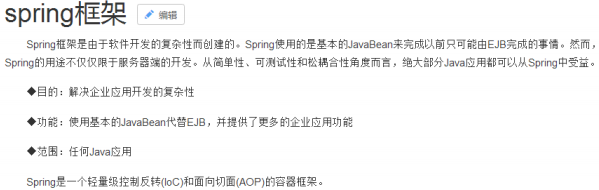 spring框架 编辑
Spring框架是由于软件开发的复杂性而创建的。Spring使用的是基本的JavaBean来完成以前只可能由EJB完成的事情。然而，
Spring的用途不仅仅限于服务器端的开发。从简单性、可测试性和松耦合性角度而言，绝大部分Java应用都可以从Spring中受益。
◆目的：解决企业应用开发的复杂性
◆功能：使用基本的JavaBean代替EJB，并提供了更多的企业应用功能
◆范围：任何Java应用
Spring是一个轻量级控制反转(IoC)和面向切面(AOP)的容器框架。